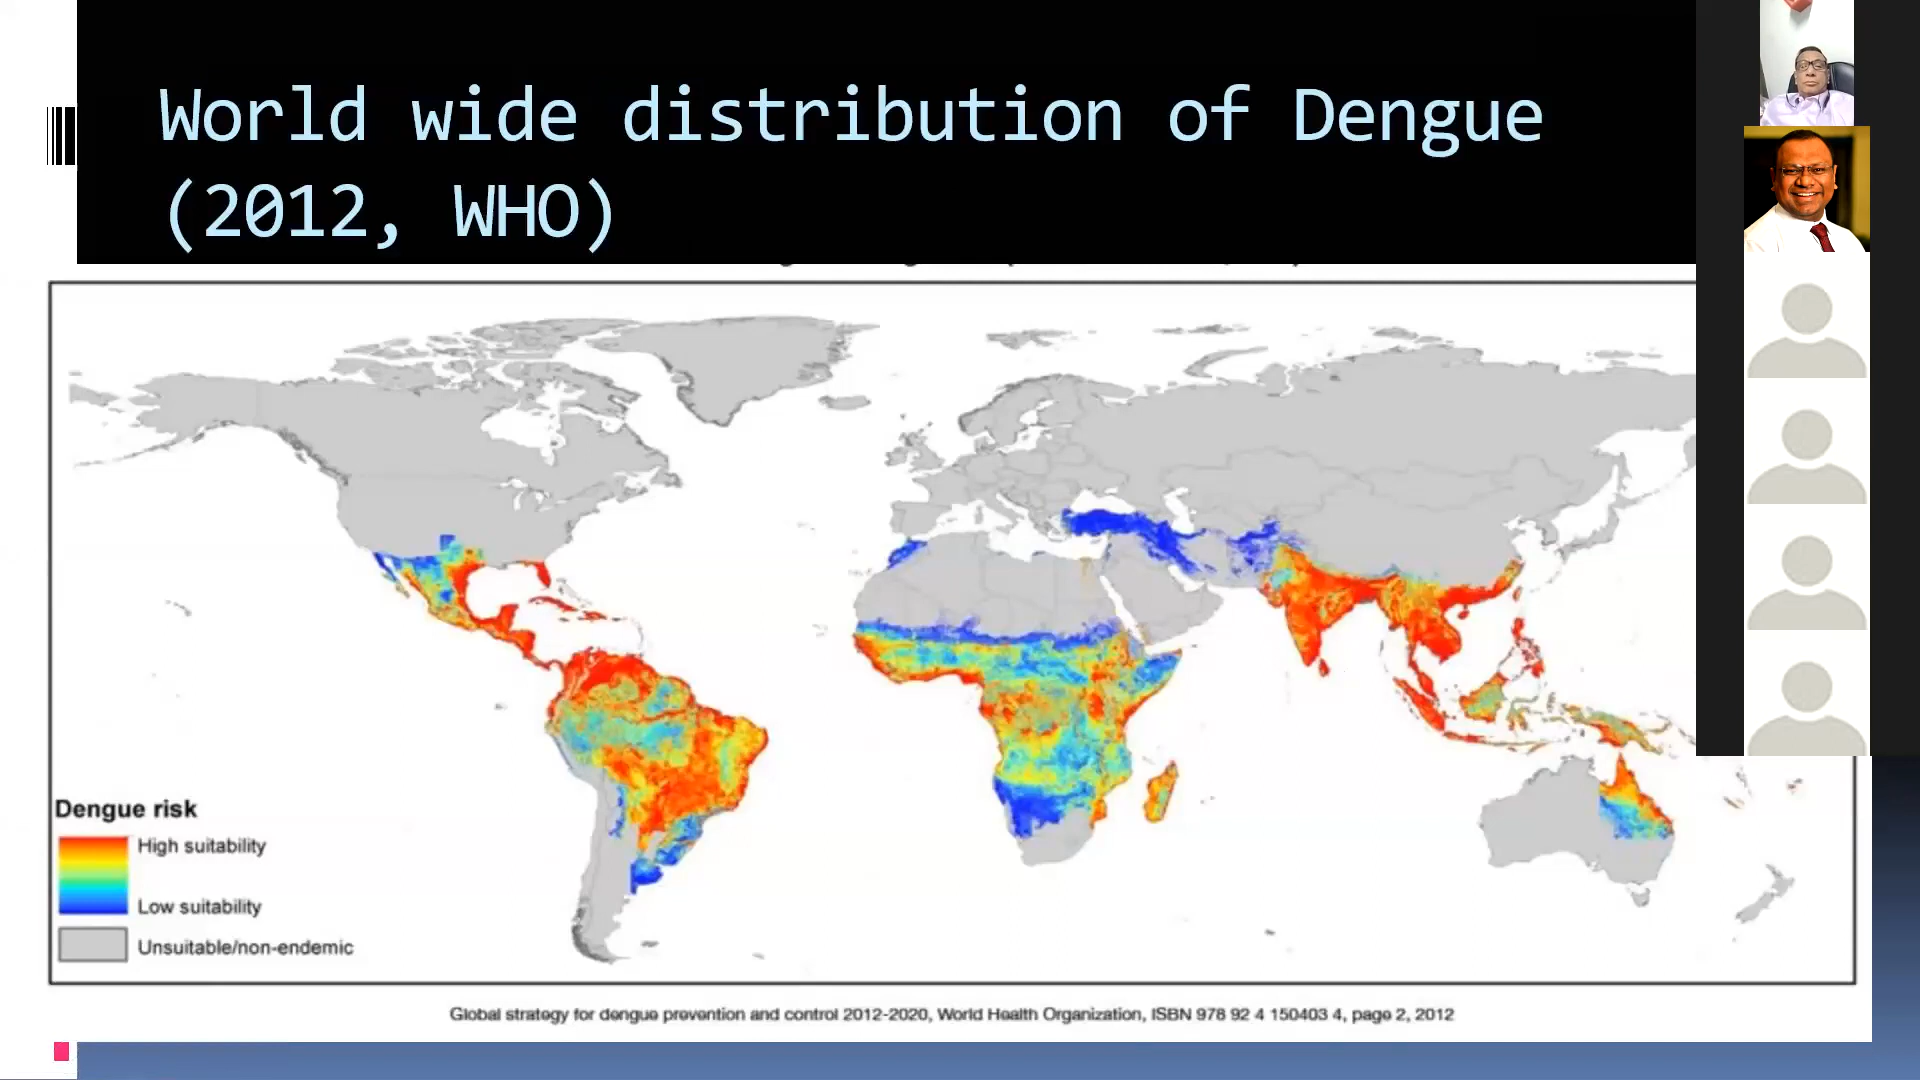 World wide distribution of Dengue
(2012, WHO)
Dengue risk
High suitability
Low suitability
Unsuitable/non-endemic
Global strategy for dengue prevention and control 2012-2020, World Health Organization, ISBN 978 92 4 150403 4, page 2, 2012